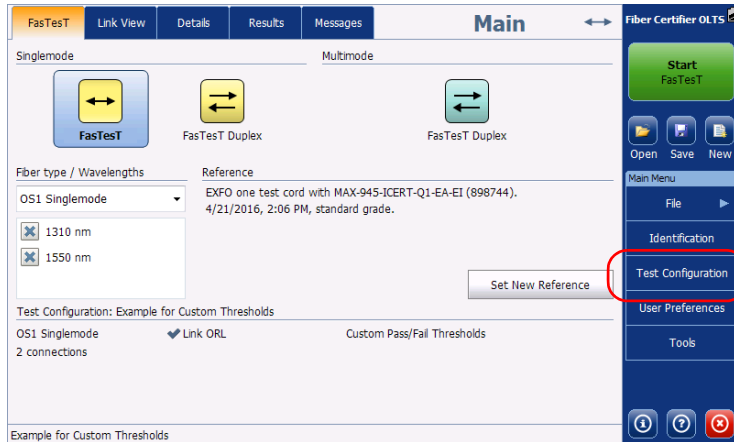 FasTesT
Link View
Details
Results
Messages
Main
Fiber Certifier OLTS
Singlemode
Multimode
Start
FasTesT
FasTesT
FasTesT Duplex
FasTesT Duplex
Open
Save
New
Main Menu
Fiber type / Wavelengths
Reference
OS1 Singlemode
EXFO one test cord with MAX-945-ICERT-Q1-EA-EI (898744).
4/21/2016, 2:06 PM, standard grade.
File
1310 nm
Identification
1550 nm
Test Configuration
Set New Reference
User Preferences
Test Configuration: Example for Custom Thresholds
OS1 Singlemode
Link ORL
Custom Pass/Fail Thresholds
2 connections
Tools
Example for Custom Thresholds